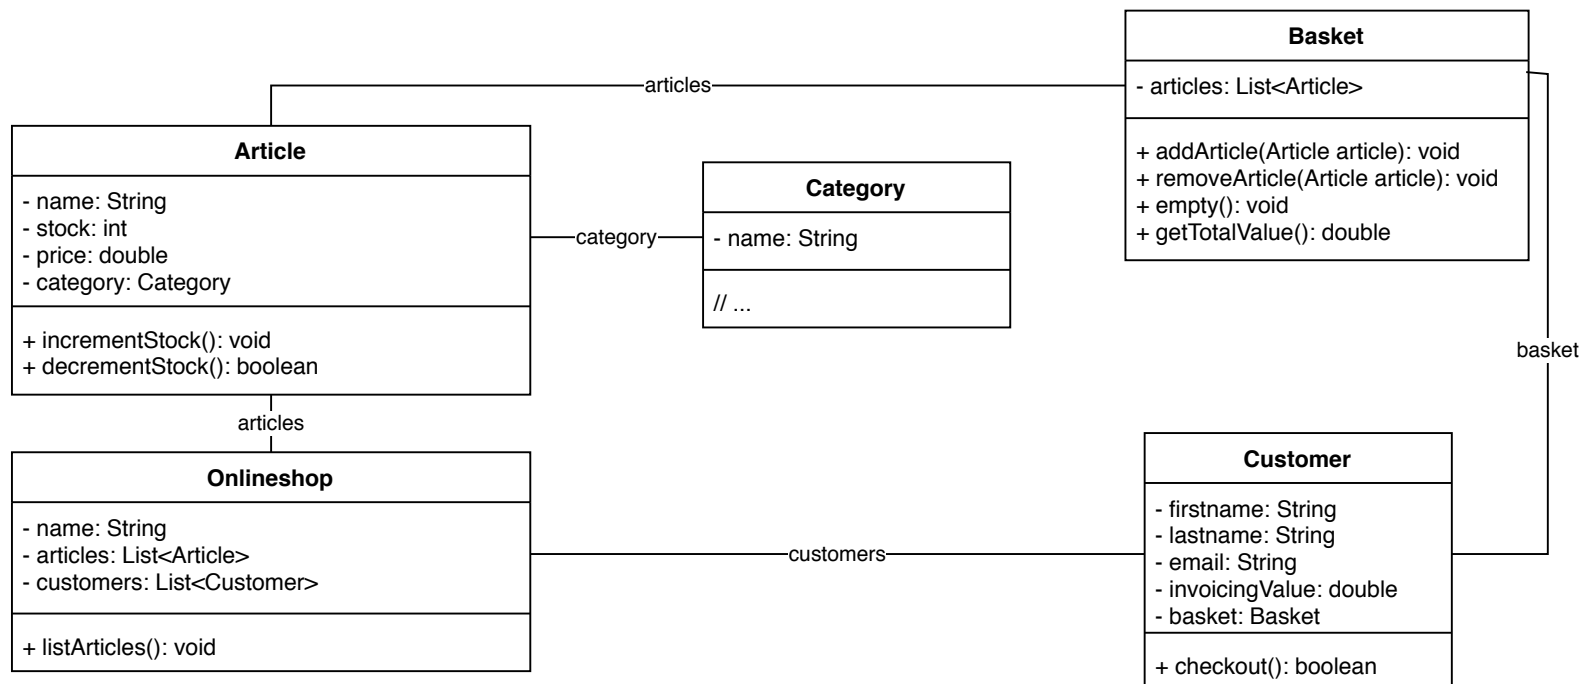 Basket
- articles: List<Article>
+ addArticle(Article article): void
+ removeArticle(Article article): void
+ empty(): void
+ getTotalValue(): double
articles
Article
- name: String
- stock: int
- price: double
- category: Category
+ incrementStock(): void
+ decrementStock(): boolean
category
Category
- name: String
// ...
basket
articles
Onlineshop
- name: String
- articles: List<Article>
- customers: List<Customer>
+ listArticles(): void
customers
Customer
- firstname: String
- lastname: String
- email: String
- invoicingValue: double
- basket: Basket
+ checkout(): boolean